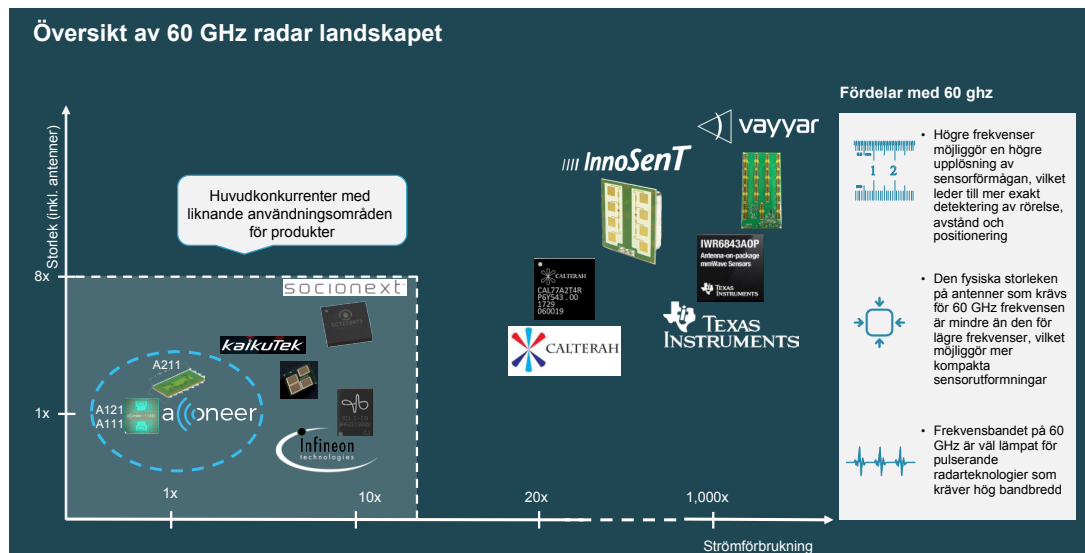 Översikt av 60 GHz radar landskapet
Fördelar med 60 ghz
Storlek (inkl. antenner)
Huvudkonkurrenter med
liknande användningsområden
för produkter
8x
1x
socionext
kaikuTek
A211
A121
A111
acconeer
Infineon
technologies
InnoSenT
vayyar
IWR6843AOP
Antenna-on-package
mmWave Sensors
TEXAS
INSTRUMENTS
TEXAS
INSTRUMENTS
CALTERAH
CAL77A2T4R
P6Y543.00
1729
060019
CALTERAH
1x
10x
20x
1,000x
Strömförbrukning
1 2
• Högre frekvenser
möjliggör en högre
upplösning av
sensorförmågan, vilket
leder till mer exakt
detektering av rörelse,
avstånd och
positionering
• Den fysiska storleken
på antenner som krävs
för 60 GHz frekvensen
är mindre än den för
lägre frekvenser, vilket
möjliggör mer
kompakta
sensorutformningar
• Frekvensbandet på 60
GHz är väl lämpat för
pulserande
radarteknologier som
kräver hög bandbredd